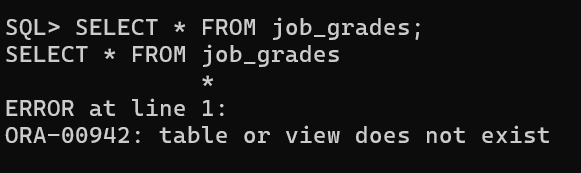 SQL> SELECT * FROM job_grades;
SELECT * FROM job_grades
              *
ERROR at line 1:
ORA-00942: table or view does not exist